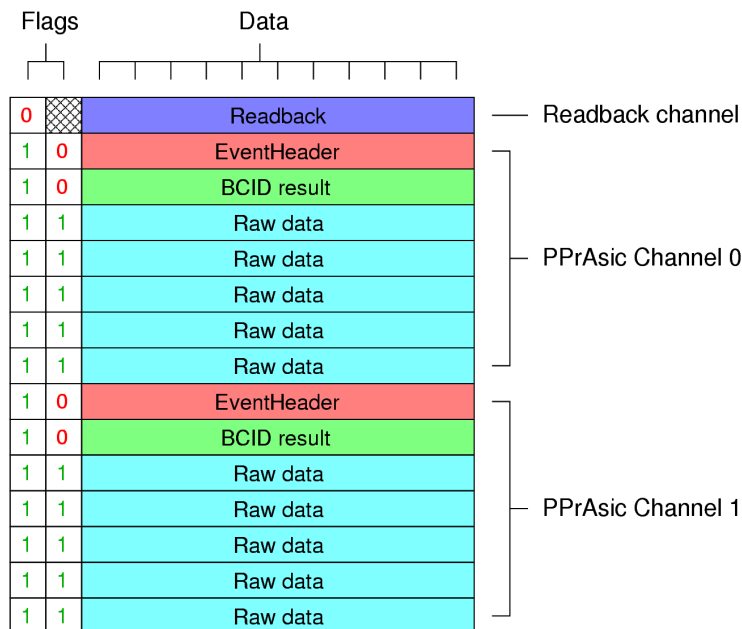 Flags Data
0 Readback Readback channel
1 0 EventHeader
1 0 BCID result
1 1 Raw data
1 1 Raw data PPrAsic Channel 0
1 1 Raw data
1 1 Raw data
1 1 Raw data
1 0 EventHeader
1 0 BCID result
1 1 Raw data
1 1 Raw data PPrAsic Channel 1
1 1 Raw data
1 1 Raw data
1 1 Raw data